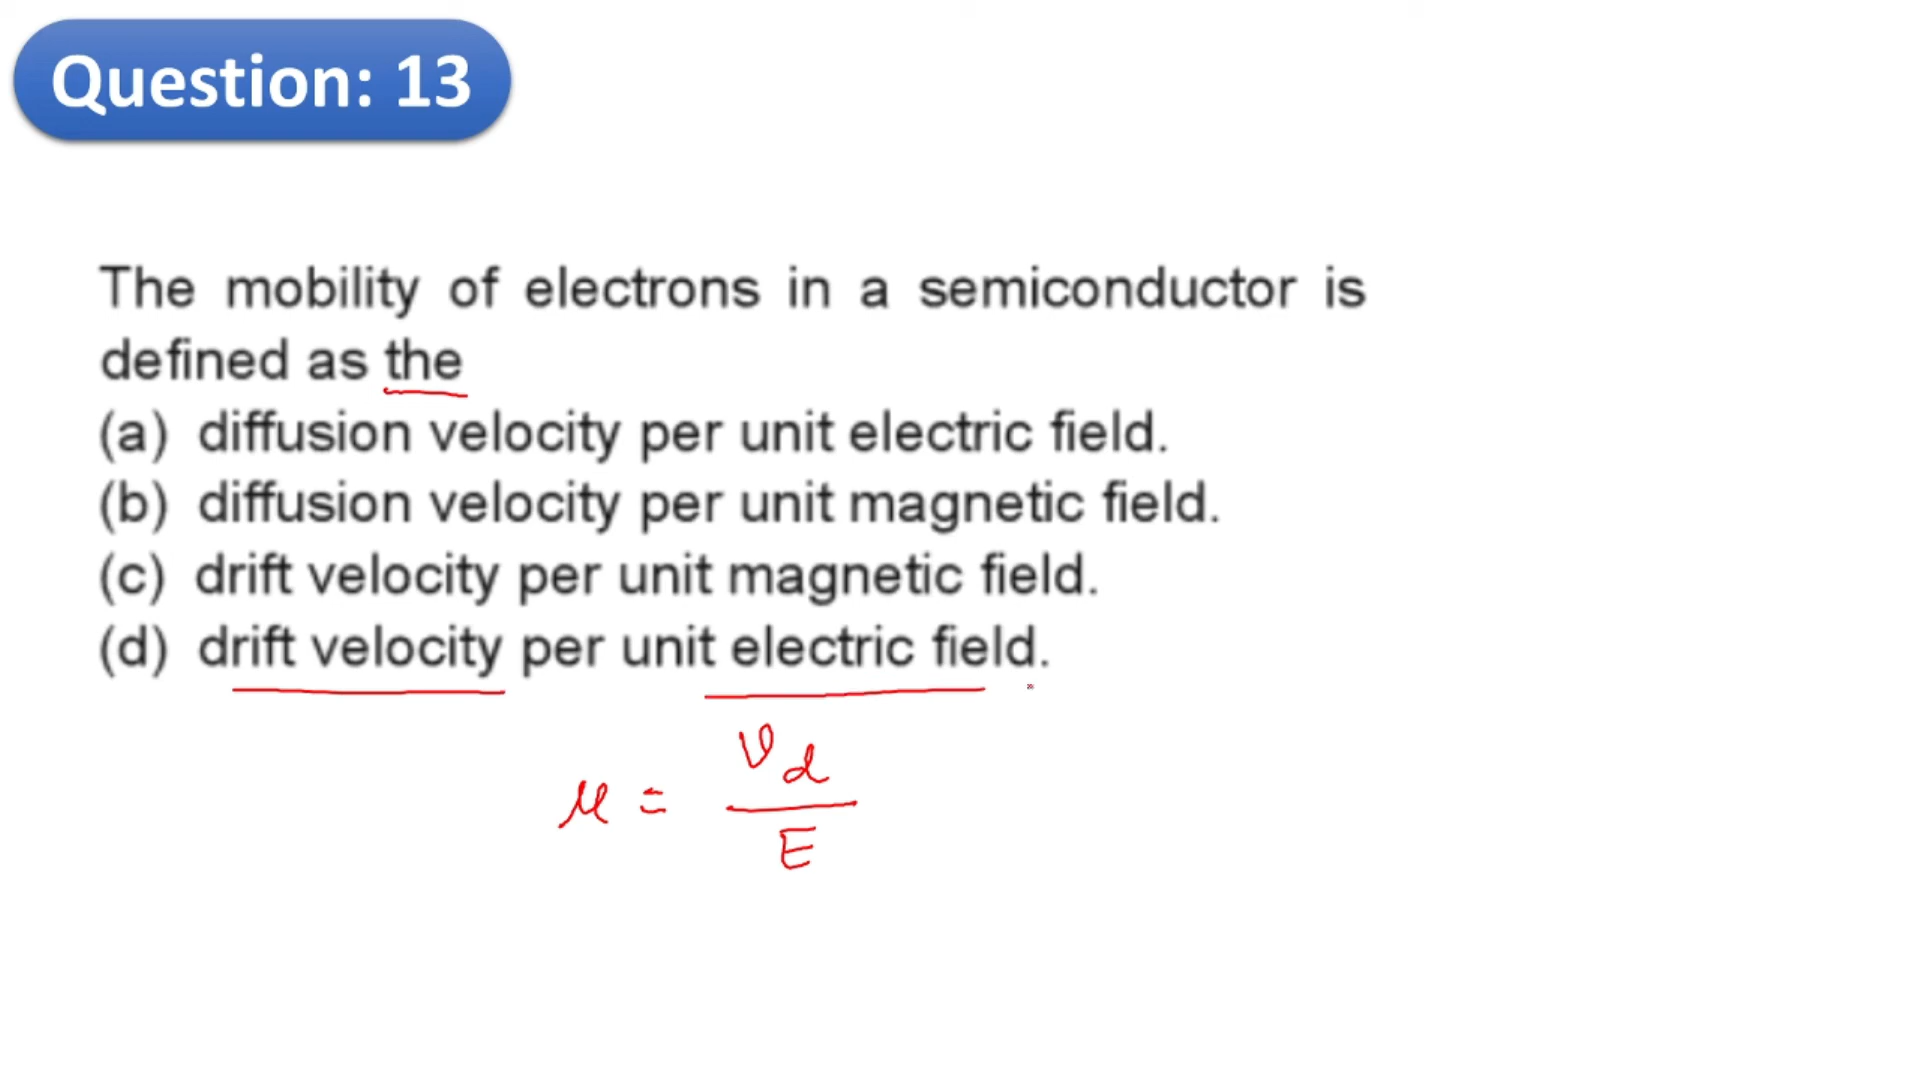 Question: 13
The mobility of electrons in a semiconductor is
defined as the
(a) diffusion velocity per unit electric field.
(b) diffusion velocity per unit magnetic field.
(c) drift velocity per unit magnetic field.
(d) drift velocity per unit electric field.
μ = v_d / E